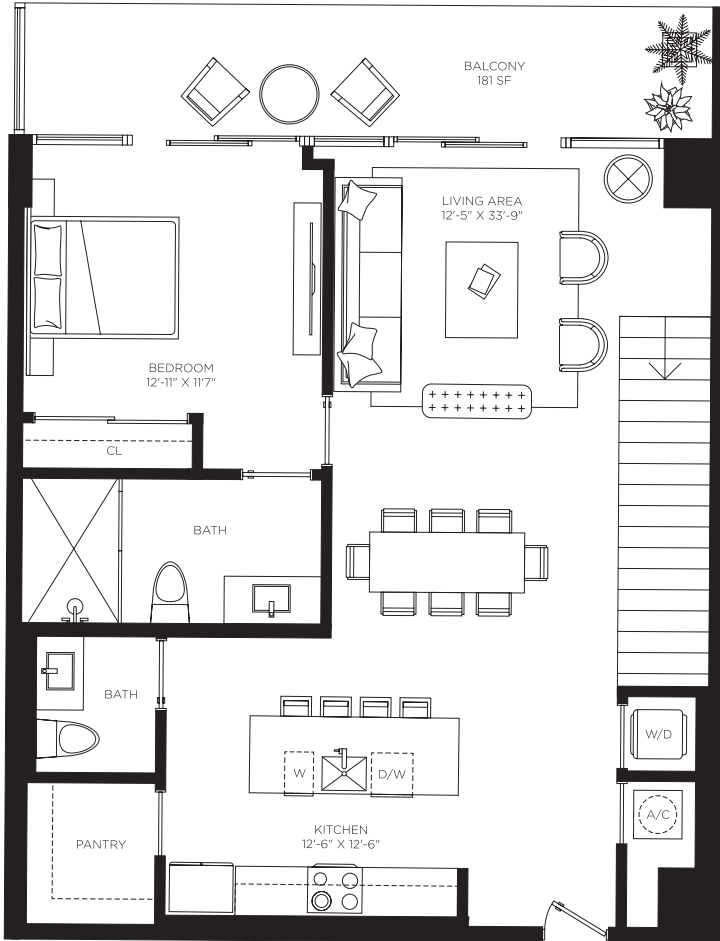 BALCONY
181 SF
LIVING AREA
12'-5" X 33'-9"
BEDROOM
12'-11" X 11'7"
CL
BATH
BATH
W/D
W
D/W
A/C
KITCHEN
12'-6" X 12'-6"
PANTRY